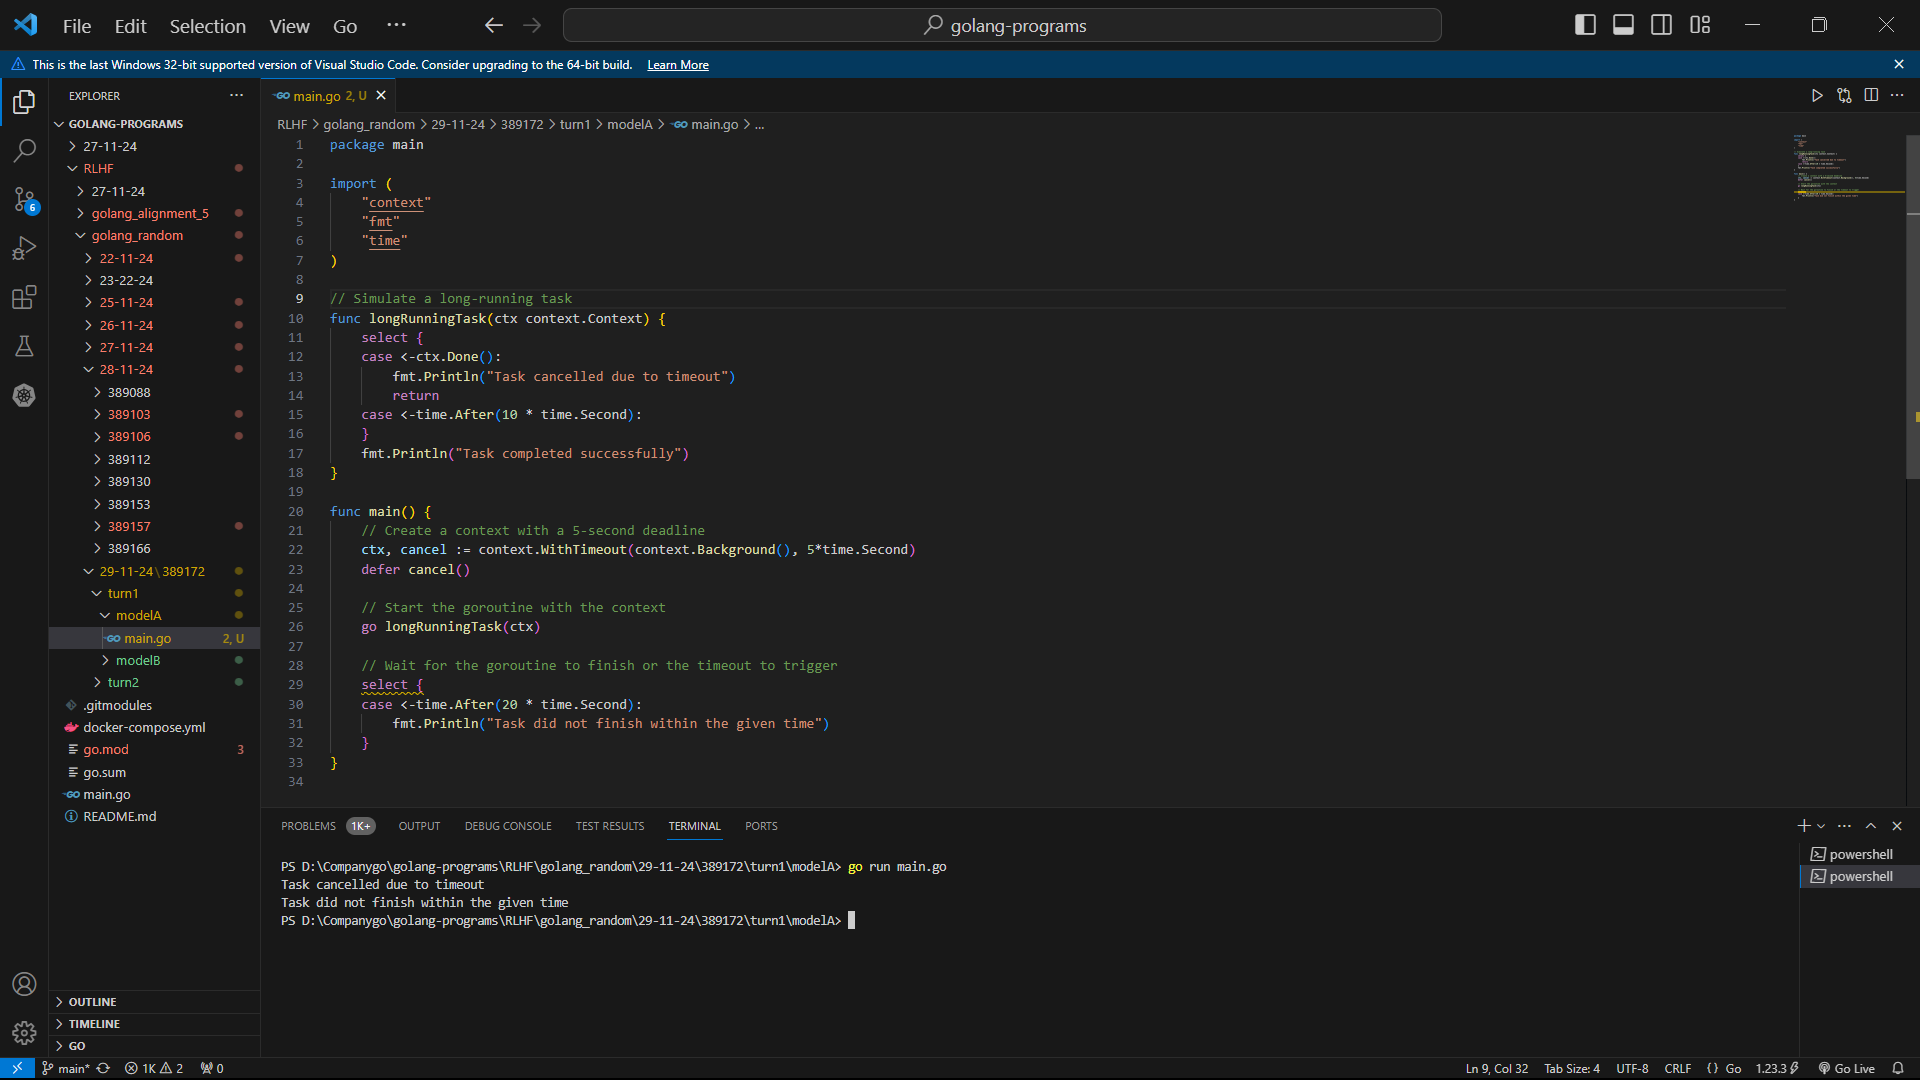 File Edit Selection View Go ··· golang-programs
This is the last Windows 32-bit supported version of Visual Studio Code. Consider upgrading to the 64-bit build. Learn More
EXPLORER
GOLANG-PROGRAMS
27-11-24
RLHF
27-11-24
golang_alignment_5
golang_random
22-11-24
23-22-24
25-11-24
26-11-24
27-11-24
28-11-24
389088
389103
389106
389112
389130
389153
389157
389166
29-11-24\389172
turn1
modelA
main.go 2, U
modelB
turn2
.gitmodules
docker-compose.yml
go.mod 3
go.sum
main.go
README.md
OUTLINE
TIMELINE
GO
6
main.go 2, U
RLHF > golang_random > 29-11-24 > 389172 > turn1 > modelA > main.go > ...
1 package main
2
3 import (
4 "context"
5 "fmt"
6 "time"
7 )
8
9 // Simulate a long-running task
10 func longRunningTask(ctx context.Context) {
11 select {
12 case <-ctx.Done():
13 fmt.Println("Task cancelled due to timeout")
14 return
15 case <-time.After(10 * time.Second):
16 }
17 fmt.Println("Task completed successfully")
18 }
19
20 func main() {
21 // Create a context with a 5-second deadline
22 ctx, cancel := context.WithTimeout(context.Background(), 5*time.Second)
23 defer cancel()
24
25 // Start the goroutine with the context
26 go longRunningTask(ctx)
27
28 // Wait for the goroutine to finish or the timeout to trigger
29 select {
30 case <-time.After(20 * time.Second):
31 fmt.Println("Task did not finish within the given time")
32 }
33 }
34
PROBLEMS 1K+ OUTPUT DEBUG CONSOLE TEST RESULTS TERMINAL PORTS
PS D:\Companygo\golang-programs\RLHF\golang_random\29-11-24\389172\turn1\modelA> go run main.go
Task cancelled due to timeout
Task did not finish within the given time
PS D:\Companygo\golang-programs\RLHF\golang_random\29-11-24\389172\turn1\modelA>
powershell
powershell
main* 1K 2 0 Ln 9, Col 32 Tab Size: 4 UTF-8 CRLF {} Go 1.23.3 Go Live